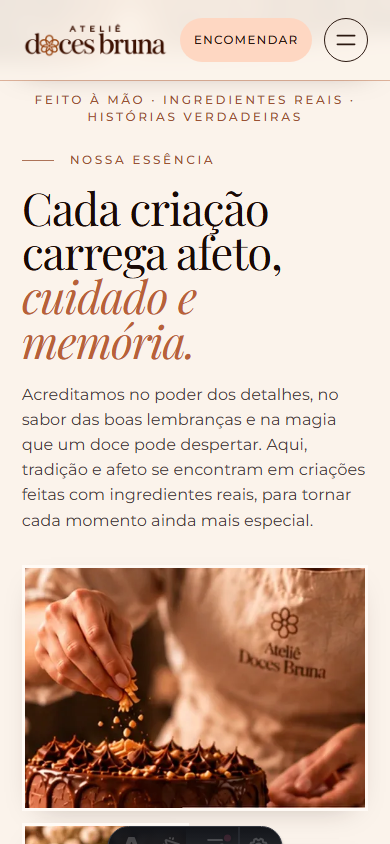 ATELIÊ
doces bruna
ENCOMENDAR
FEITO À MÃO · INGREDIENTES REAIS ·
HISTÓRIAS VERDADEIRAS
NOSSA ESSÊNCIA
Cada criação
carrega afeto,
cuidado e
memória.
Acreditamos no poder dos detalhes, no
sabor das boas lembranças e na magia
que um doce pode despertar. Aqui,
tradição e afeto se encontram em criações
feitas com ingredientes reais, para tornar
cada momento ainda mais especial.
Ateliê
Doces Bruna